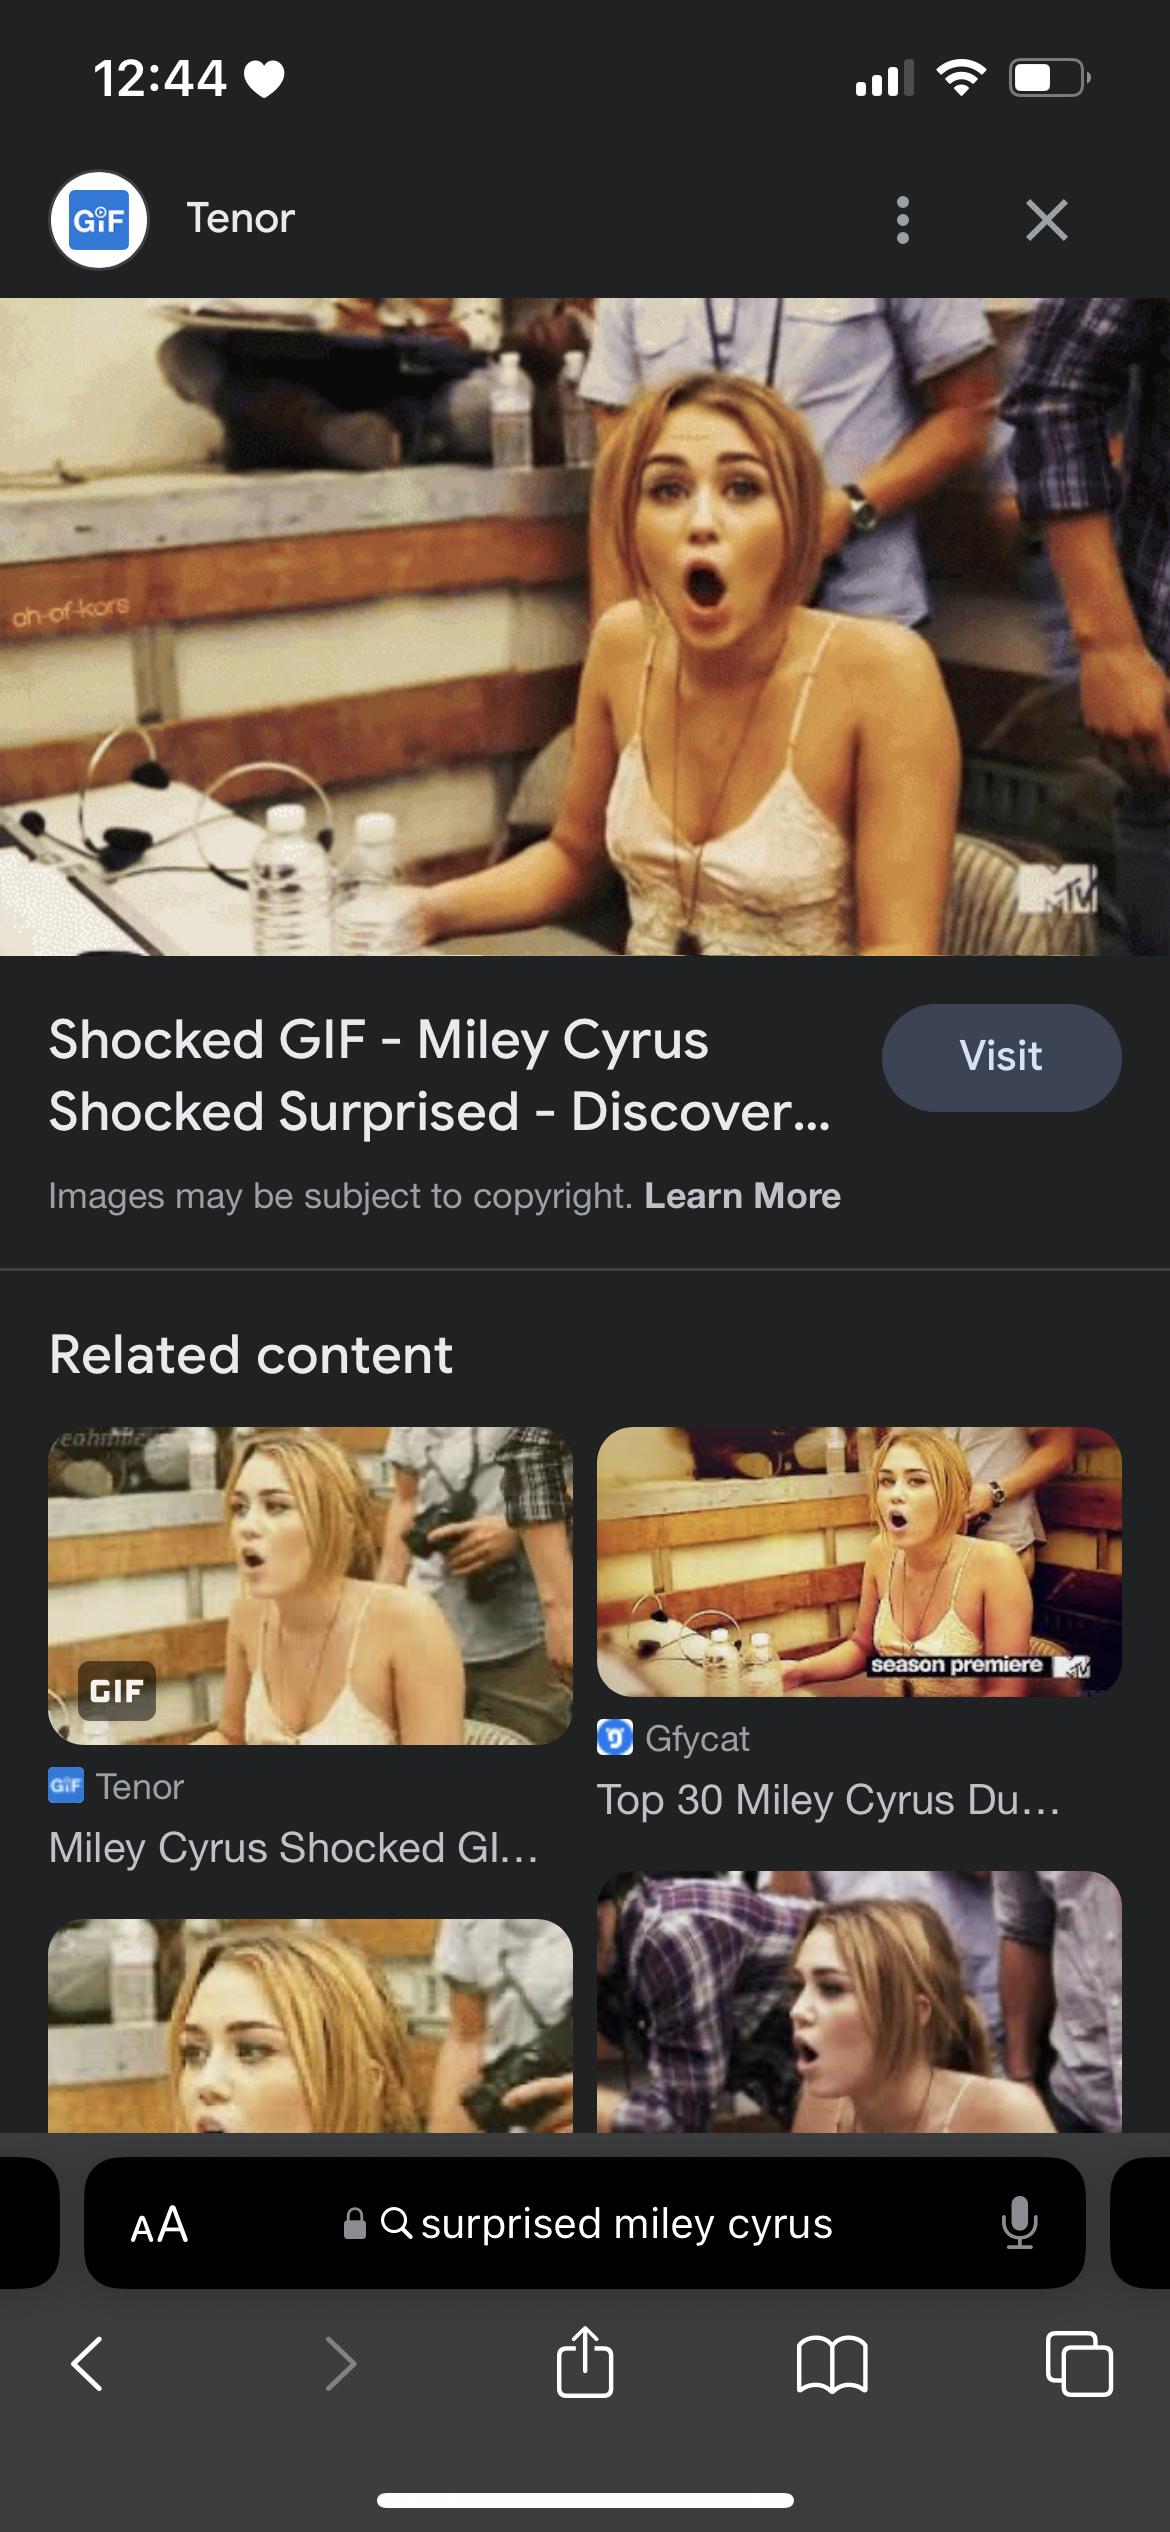 12:44
GIF
Tenor
oh-of-kors
MTV
Shocked GIF - Miley Cyrus
Visit
Shocked Surprised - Discover...
Images may be subject to copyright. Learn More
Related content
GIF
season premiere MTV
GIF Tenor
Gfycat
Miley Cyrus Shocked GI...
Top 30 Miley Cyrus Du...
AA surprised miley cyrus